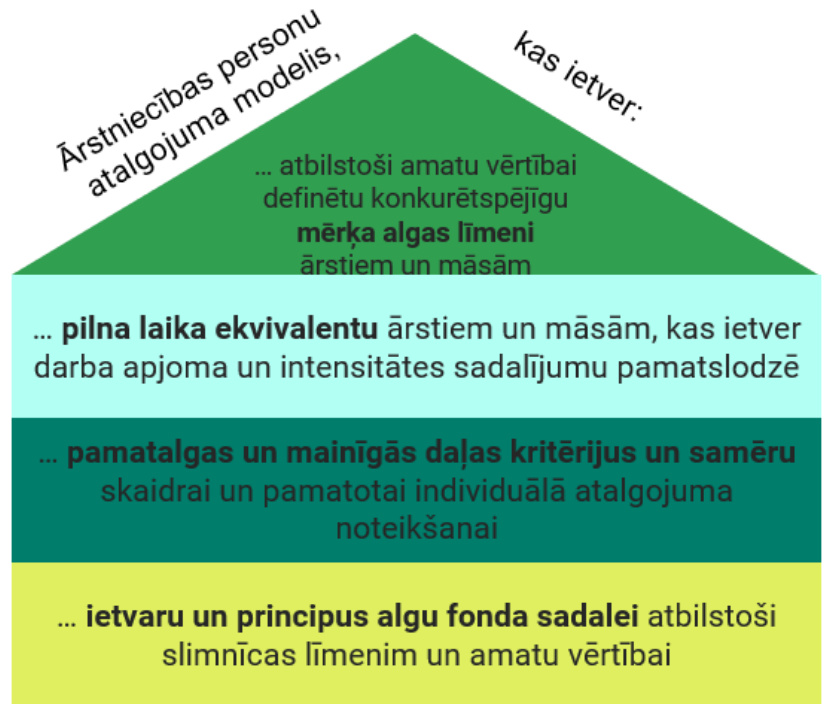 Ārstniecības personu
atalgojuma modelis,
kas ietver:
... atbilstoši amatu vērtībai
definētu konkurētspējīgu
mērķa algas līmeni
ārstiem un māsām
... pilna laika ekvivalentu ārstiem un māsām, kas ietver
darba apjoma un intensitātes sadalījumu pamatslodzē
... pamatalgas un mainīgās daļas kritērijus un samēru
skaidrai un pamatotai individuālā atalgojuma
noteikšanai
... ietvaru un principus algu fonda sadalei atbilstoši
slimnīcas līmenim un amatu vērtībai